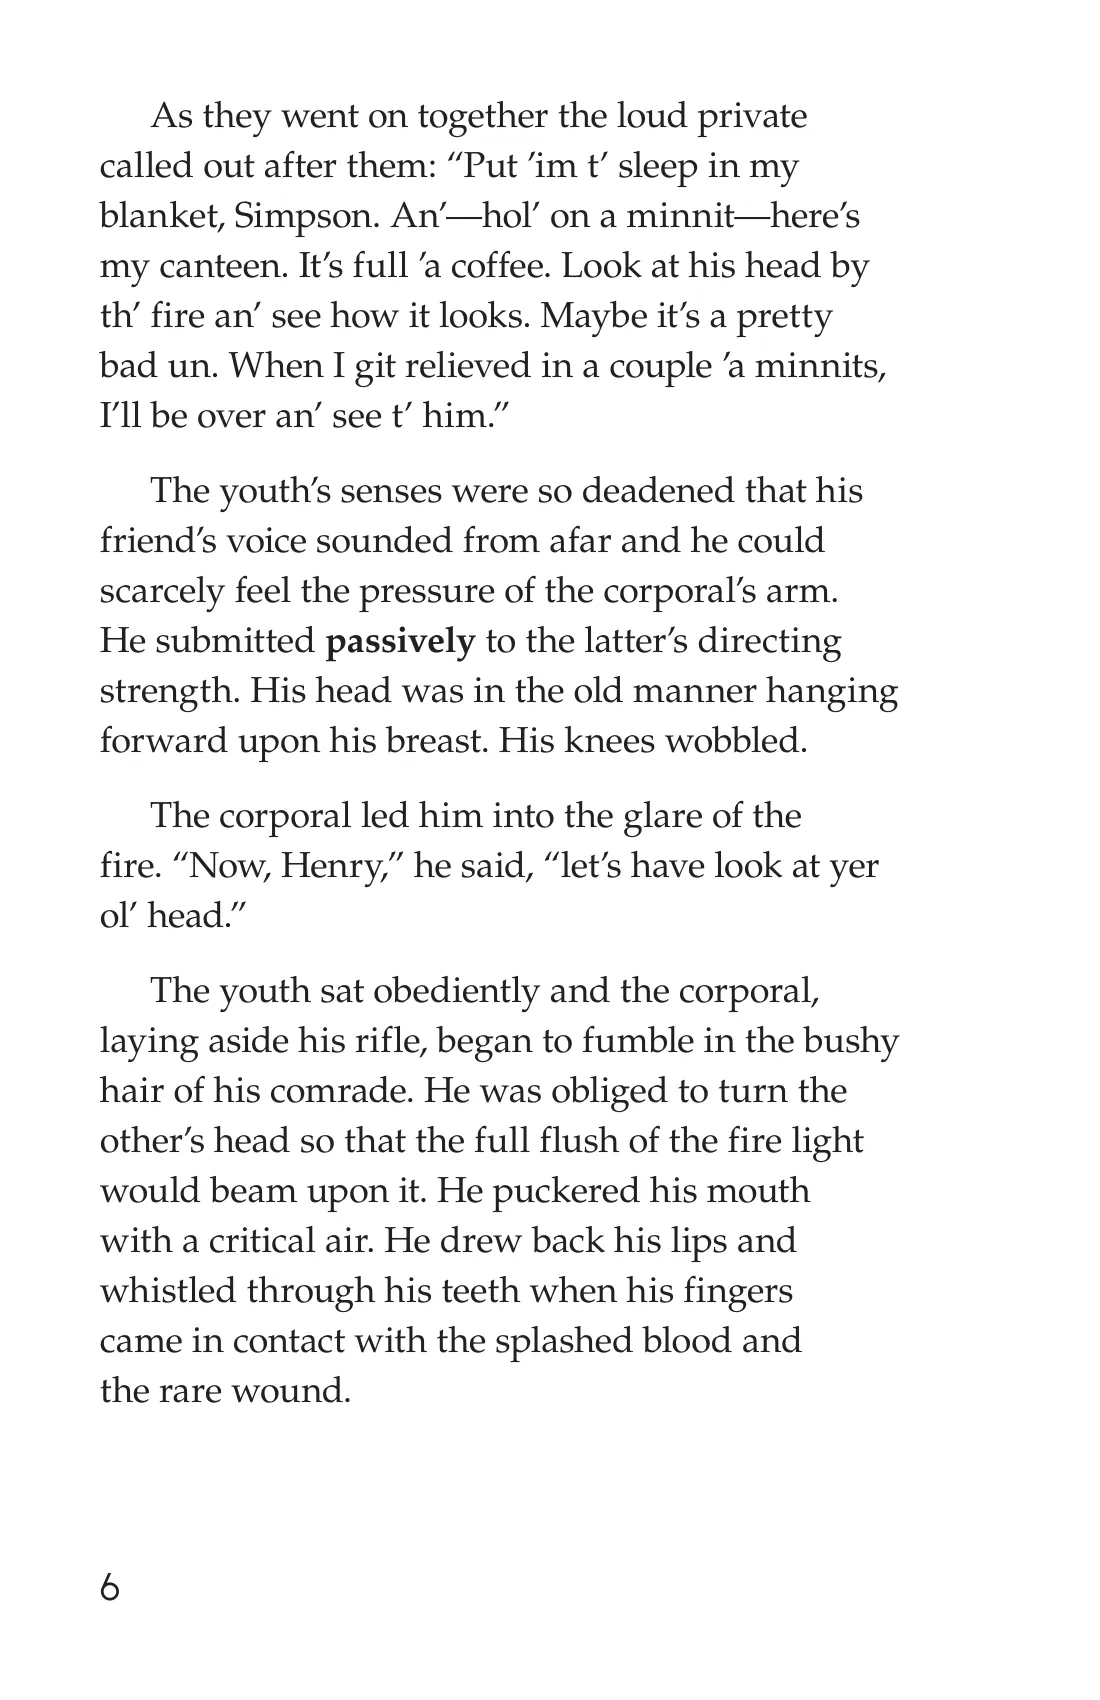 As they went on together the loud private
called out after them: “Put ’im t’ sleep in my
blanket, Simpson. An’—hol’ on a minnit—here’s
my canteen. It’s full ’a coffee. Look at his head by
th’ fire an’ see how it looks. Maybe it’s a pretty
bad un. When I git relieved in a couple ’a minnits,
I’ll be over an’ see t’ him.”
The youth’s senses were so deadened that his
friend’s voice sounded from afar and he could
scarcely feel the pressure of the corporal’s arm.
He submitted passively to the latter’s directing
strength. His head was in the old manner hanging
forward upon his breast. His knees wobbled.
The corporal led him into the glare of the
fire. “Now, Henry,” he said, “let’s have look at yer
ol’ head.”
The youth sat obediently and the corporal,
laying aside his rifle, began to fumble in the bushy
hair of his comrade. He was obliged to turn the
other’s head so that the full flush of the fire light
would beam upon it. He puckered his mouth
with a critical air. He drew back his lips and
whistled through his teeth when his fingers
came in contact with the splashed blood and
the rare wound.
6